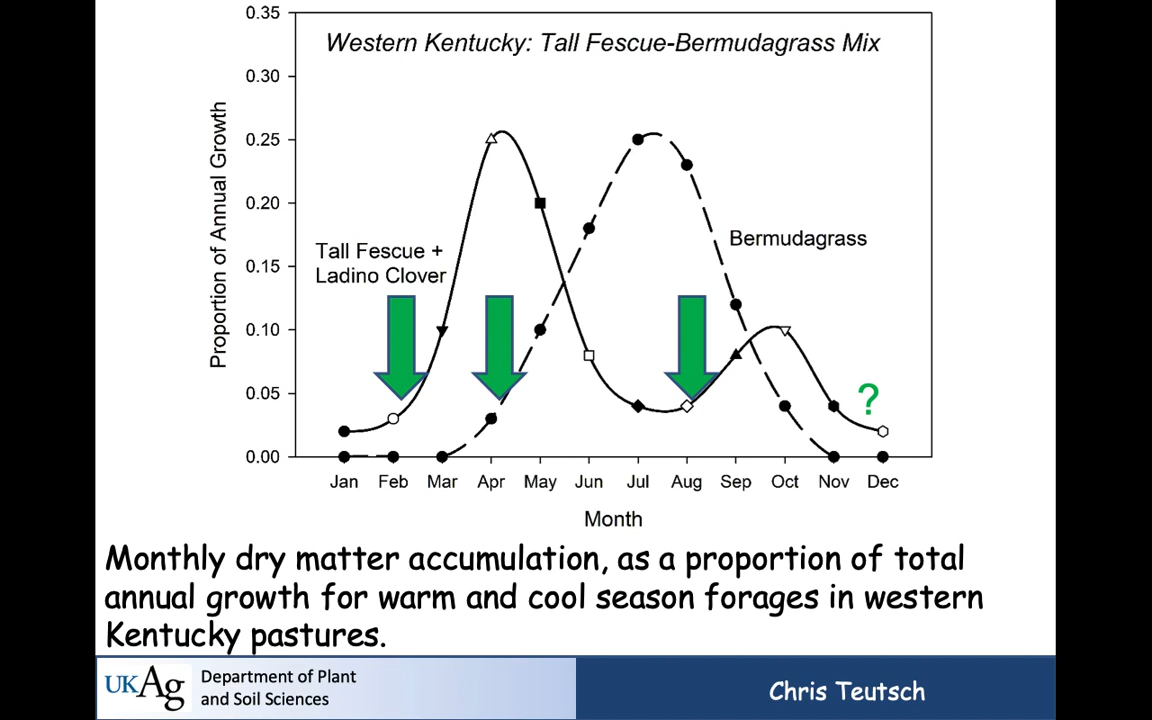 0.35
Western Kentucky: Tall Fescue-Bermudagrass Mix
0.30
0.25
0.20
0.15
0.10
0.05
0.00
Proportion of Annual Growth
Tall Fescue +
Ladino Clover
Bermudagrass
?
Jan Feb Mar Apr May Jun Jul Aug Sep Oct Nov Dec
Month
Monthly dry matter accumulation, as a proportion of total
annual growth for warm and cool season forages in western
Kentucky pastures.
UKAg
Department of Plant
and Soil Sciences
Chris Teutsch